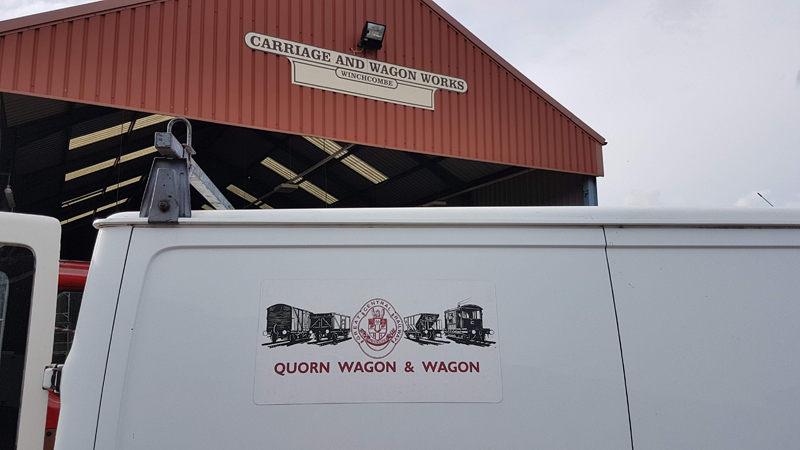 CARRIAGE AND WAGON WORKS
WINCHCOMBE
GREAT CENTRAL RAILWAY
QUORN WAGON & WAGON